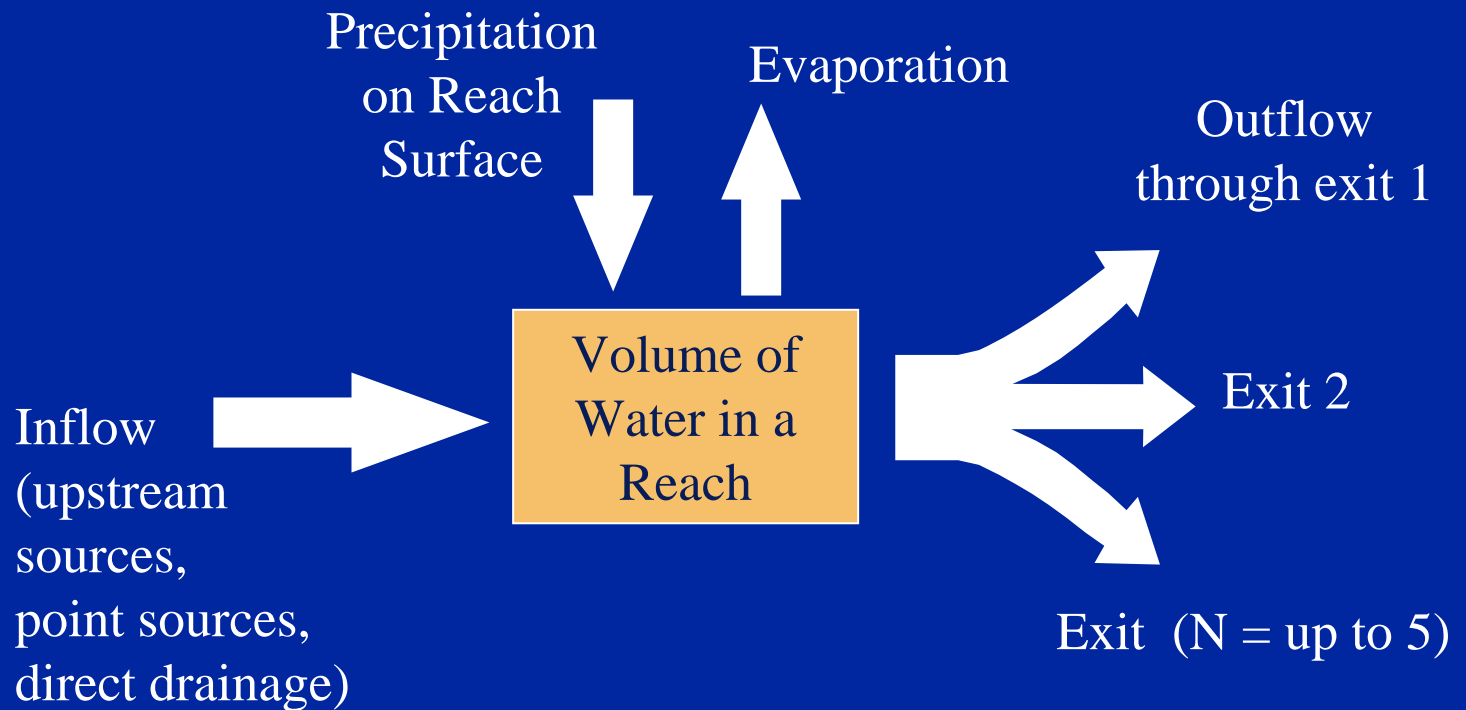 Precipitation
on Reach
Surface
Evaporation
Outflow
through exit 1
Volume of
Water in a
Reach
Exit 2
Inflow
(upstream
sources,
point sources,
direct drainage)
Exit (N = up to 5)